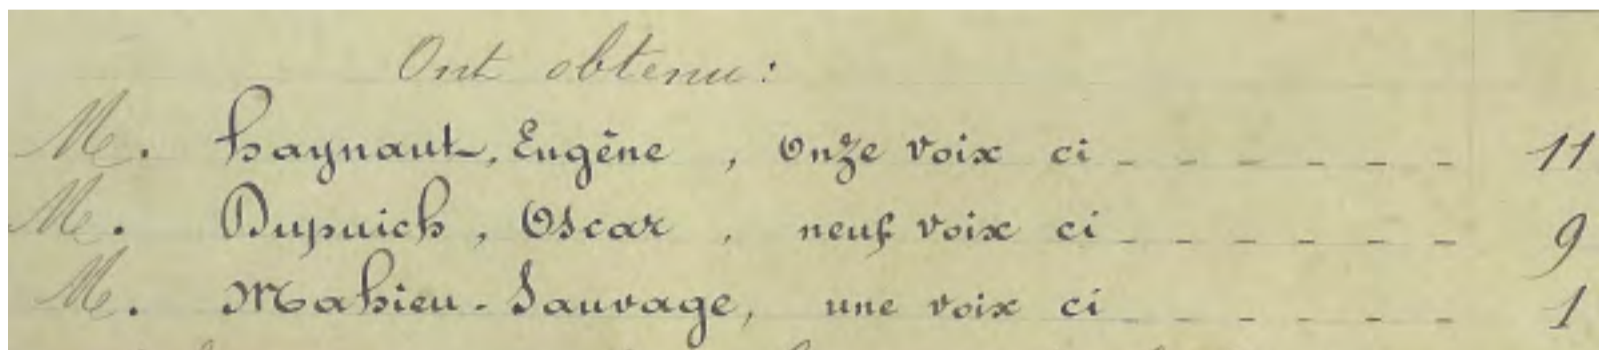 Ont obtenu:
M. Haynaut, Eugène, Onze voix ci - - - - - - - 11
M. Dupuich, Oscar, neuf voix ci - - - - - - - 9
M. Mahieu-Sauvage, une voix ci - - - - - - - 1